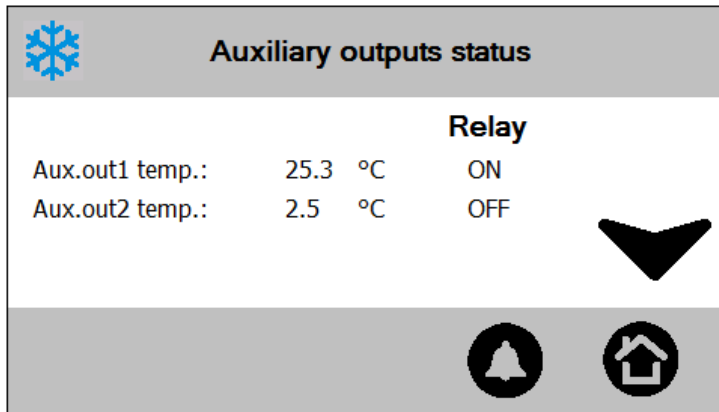 Auxiliary outputs status
Relay
Aux.out1 temp.: 25.3 °C ON
Aux.out2 temp.: 2.5 °C OFF